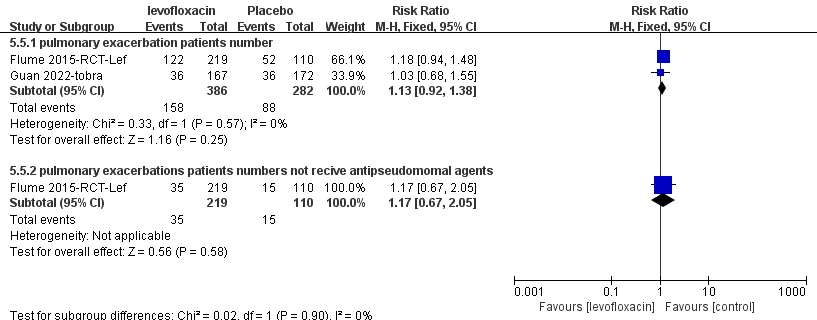 levofloxacin Placebo Risk Ratio Risk Ratio
Study or Subgroup Events Total Events Total Weight M-H, Fixed, 95% CI M-H, Fixed, 95% CI
5.5.1 pulmonary exacerbation patients number
Flume 2015-RCT-Lef 122 219 52 110 66.1% 1.18 [0.94, 1.48]
Guan 2022-tobra 36 167 36 172 33.9% 1.03 [0.68, 1.55]
Subtotal (95% CI) 386 282 100.0% 1.13 [0.92, 1.38]
Total events 158 88
Heterogeneity: Chi² = 0.33, df = 1 (P = 0.57); I² = 0%
Test for overall effect: Z = 1.16 (P = 0.25)
5.5.2 pulmonary exacerbations patients numbers not recive antipseudomomal agents
Flume 2015-RCT-Lef 35 219 15 110 100.0% 1.17 [0.67, 2.05]
Subtotal (95% CI) 219 110 100.0% 1.17 [0.67, 2.05]
Total events 35 15
Heterogeneity: Not applicable
Test for overall effect: Z = 0.56 (P = 0.58)
0.001 0.1 1 10 1000
Favours [levofloxacin] Favours [control]
Test for subgroup differences: Chi² = 0.02, df = 1 (P = 0.90), I² = 0%